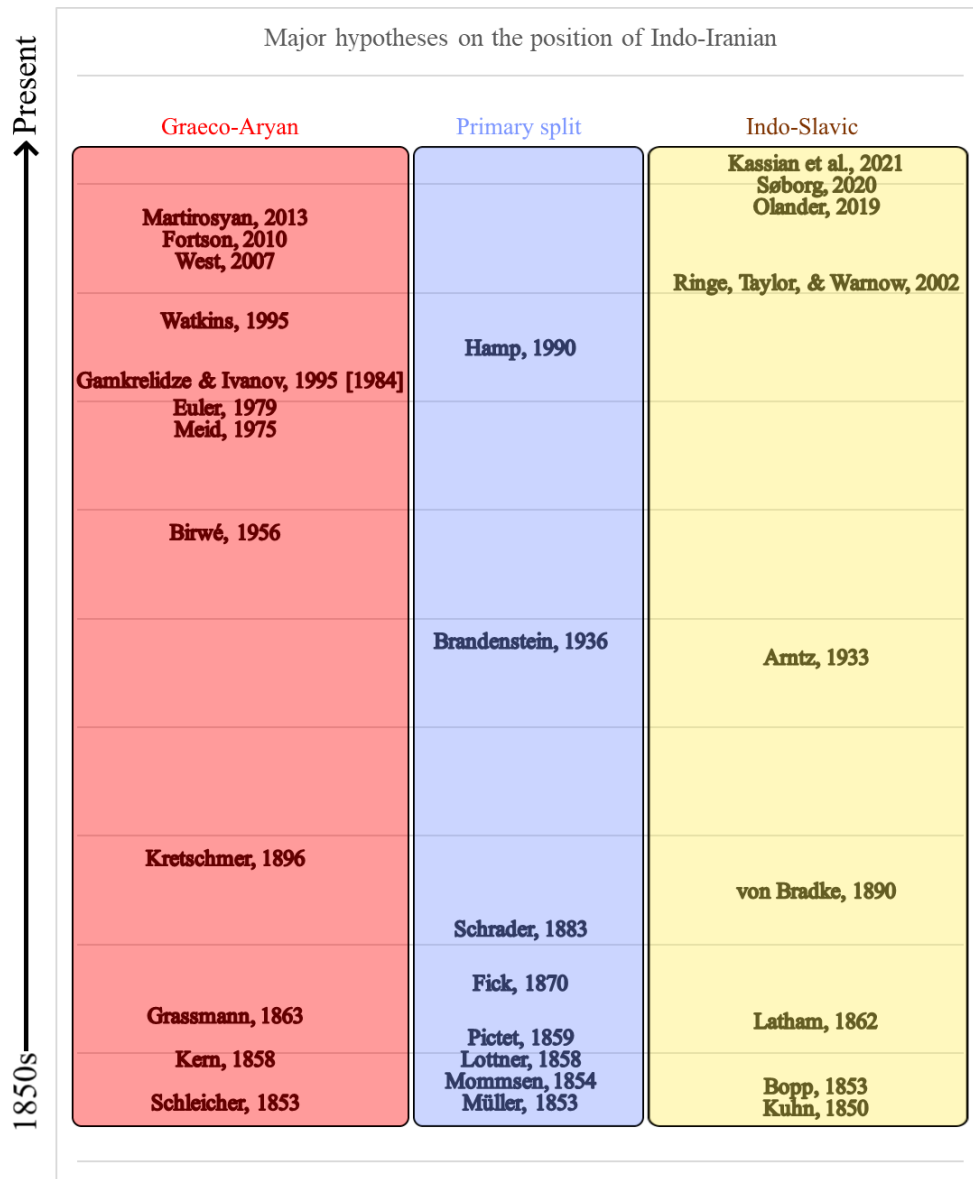 Major hypotheses on the position of Indo-Iranian
Present
1850s
Graeco-Aryan
Martirosyan, 2013
Fortson, 2010
West, 2007
Watkins, 1995
Gamkrelidze & Ivanov, 1995 [1984]
Euler, 1979
Meid, 1975
Birwé, 1956
Kretschmer, 1896
Grassmann, 1863
Kern, 1858
Schleicher, 1853
Primary split
Hamp, 1990
Brandenstein, 1936
Schrader, 1883
Fick, 1870
Pictet, 1859
Lottner, 1858
Mommsen, 1854
Müller, 1853
Indo-Slavic
Kassian et al., 2021
Søborg, 2020
Olander, 2019
Ringe, Taylor, & Warnow, 2002
Arntz, 1933
von Bradke, 1890
Latham, 1862
Bopp, 1853
Kuhn, 1850